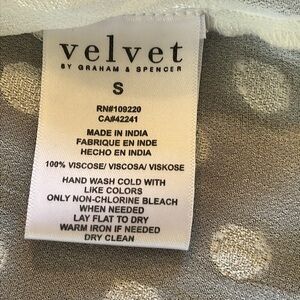 velvet
BY GRAHAM & SPENCER
S
RN#109220
CA#42241
MADE IN INDIA
FABRIQUE EN INDE
HECHO EN INDIA
100% VISCOSE/ VISCOSA/ VISKOSE
HAND WASH COLD WITH
LIKE COLORS
ONLY NON-CHLORINE BLEACH
WHEN NEEDED
LAY FLAT TO DRY
WARM IRON IF NEEDED
DRY CLEAN